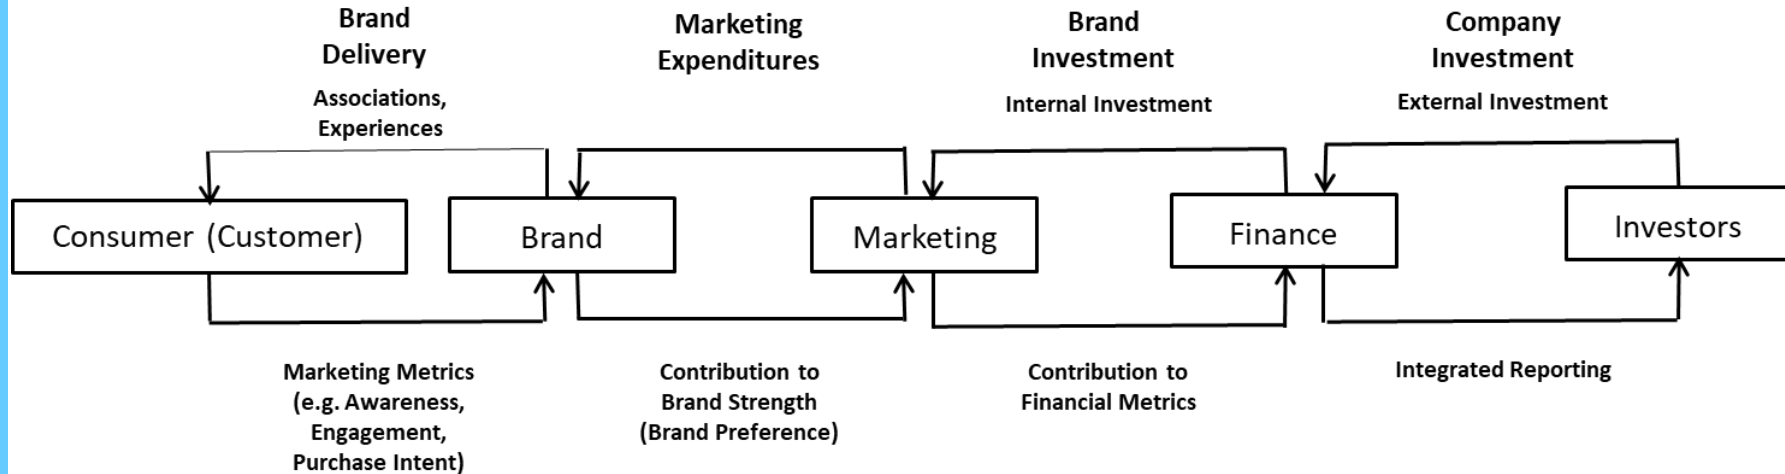 Brand
Delivery
Associations,
Experiences
Marketing
Expenditures
Brand
Investment
Internal Investment
Company
Investment
External Investment
Consumer (Customer)
Brand
Marketing
Finance
Investors
Marketing Metrics
(e.g. Awareness,
Engagement,
Purchase Intent)
Contribution to
Brand Strength
(Brand Preference)
Contribution to
Financial Metrics
Integrated Reporting